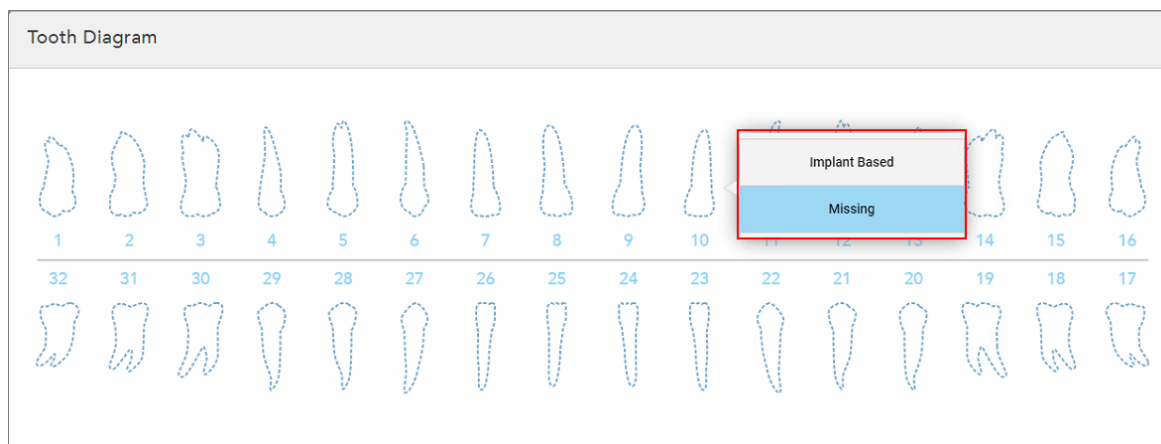 Tooth Diagram
Implant Based
Missing
1 2 3 4 5 6 7 8 9 10 11 12 13 14 15 16
32 31 30 29 28 27 26 25 24 23 22 21 20 19 18 17